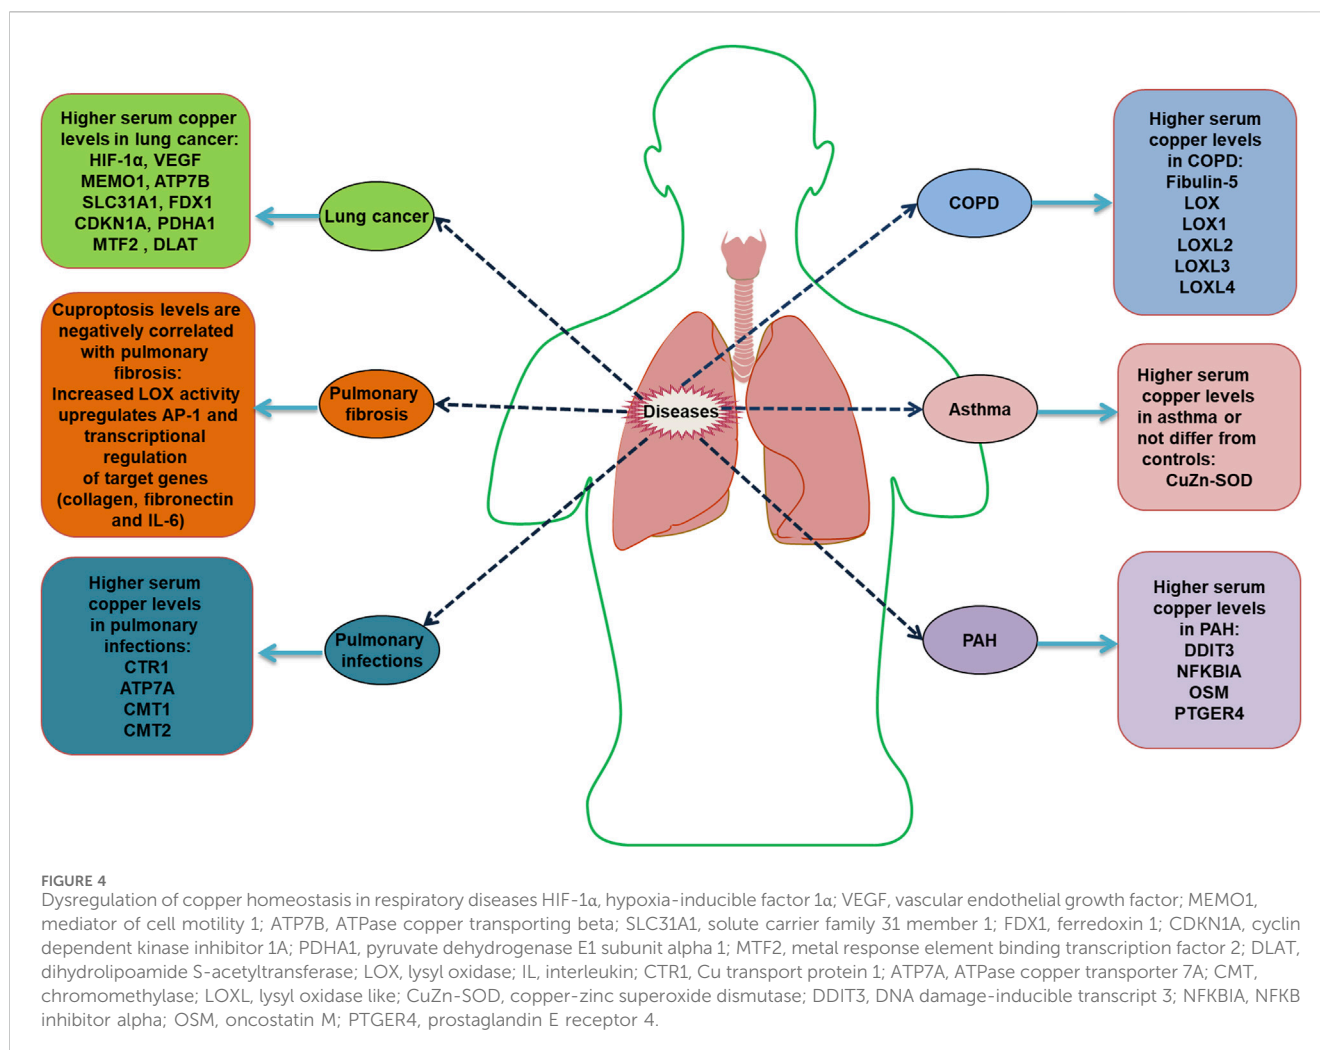 Higher serum copper
levels in lung cancer:
HIF-1α, VEGF
MEMO1, ATP7B
SLC31A1, FDX1
CDKN1A, PDHA1
MTF2 , DLAT
Lung cancer
Cuproptosis levels are
negatively correlated
with pulmonary
fibrosis:
Increased LOX activity
upregulates AP-1 and
transcriptional
regulation
of target genes
(collagen, fibronectin
and IL-6)
Pulmonary
fibrosis
Higher serum
copper levels
in pulmonary
infections:
CTR1
ATP7A
CMT1
CMT2
Pulmonary
infections
Diseases
COPD
Higher serum
copper levels
in COPD:
Fibulin-5
LOX
LOX1
LOXL2
LOXL3
LOXL4
Asthma
Higher serum
copper levels
in asthma or
not differ from
controls:
CuZn-SOD
PAH
Higher serum
copper levels
in PAH:
DDIT3
NFKBIA
OSM
PTGER4
FIGURE 4
Dysregulation of copper homeostasis in respiratory diseases HIF-1α, hypoxia-inducible factor 1α; VEGF, vascular endothelial growth factor; MEMO1,
mediator of cell motility 1; ATP7B, ATPase copper transporting beta; SLC31A1, solute carrier family 31 member 1; FDX1, ferredoxin 1; CDKN1A, cyclin
dependent kinase inhibitor 1A; PDHA1, pyruvate dehydrogenase E1 subunit alpha 1; MTF2, metal response element binding transcription factor 2; DLAT,
dihydrolipoamide S-acetyltransferase; LOX, lysyl oxidase; IL, interleukin; CTR1, Cu transport protein 1; ATP7A, ATPase copper transporter 7A; CMT,
chromomethylase; LOXL, lysyl oxidase like; CuZn-SOD, copper-zinc superoxide dismutase; DDIT3, DNA damage-inducible transcript 3; NFKBIA, NFKB
inhibitor alpha; OSM, oncostatin M; PTGER4, prostaglandin E receptor 4.